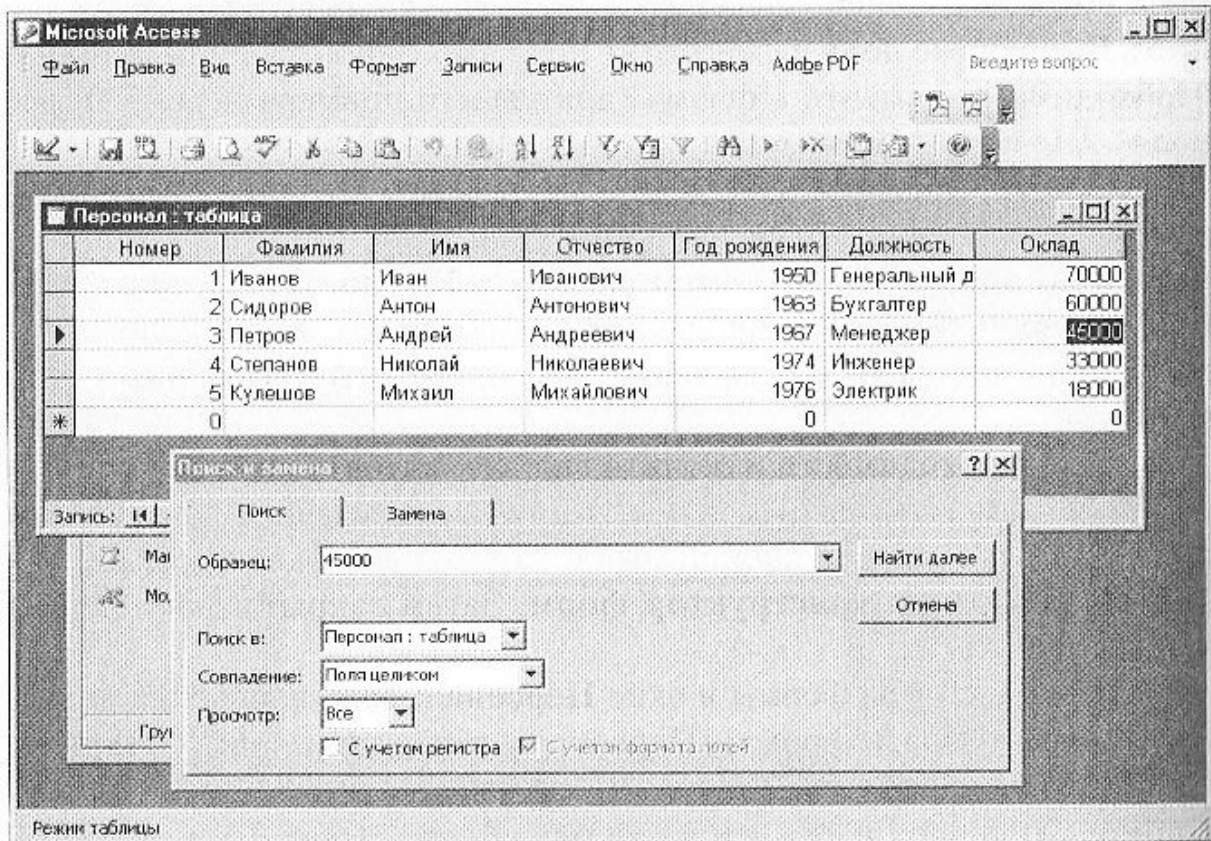 Microsoft Access
Файл Правка Вид Вставка Формат Записи Сервис Окно Справка Adobe PDF Введите вопрос
Персонал : таблица
Номер Фамилия Имя Отчество Год рождения Должность Оклад
1 Иванов Иван Иванович 1950 Генеральный д 70000
2 Сидоров Антон Антонович 1963 Бухгалтер 60000
3 Петров Андрей Андреевич 1967 Менеджер 45000
4 Степанов Николай Николаевич 1974 Инженер 33000
5 Кулешов Михаил Михайлович 1976 Электрик 18000
0 0 0
Поиск и замена
Запись:
Поиск Замена
Мак
Образец: 45000 Найти далее
Мо
Отмена
Поиск в: Персонал : таблица
Совпадение: Поля целиком
Просмотр: Все
Гру
С учетом регистра С учетом формата полей
Режим таблицы